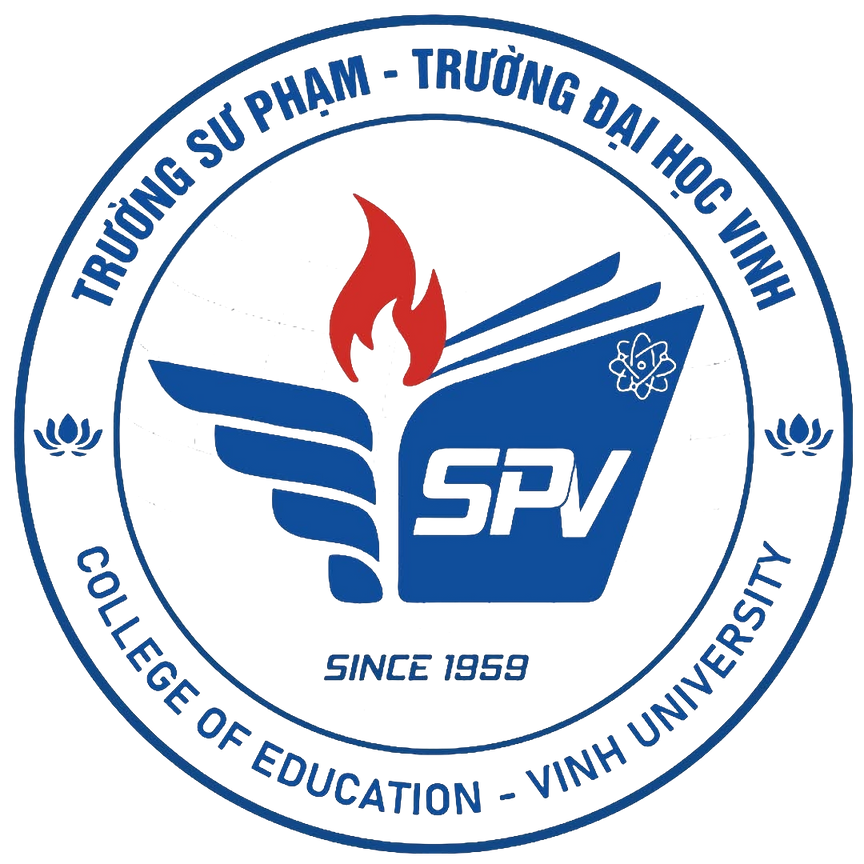 TRƯỜNG SƯ PHẠM - TRƯỜNG ĐẠI HỌC VINH
SPV
SINCE 1959
COLLEGE OF EDUCATION - VINH UNIVERSITY